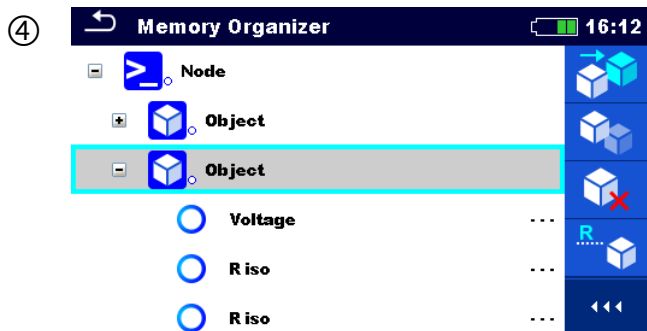 ④
Memory Organizer 16:12
>_ Node
Object
Object
Voltage ---
R iso ---
R
R iso ---